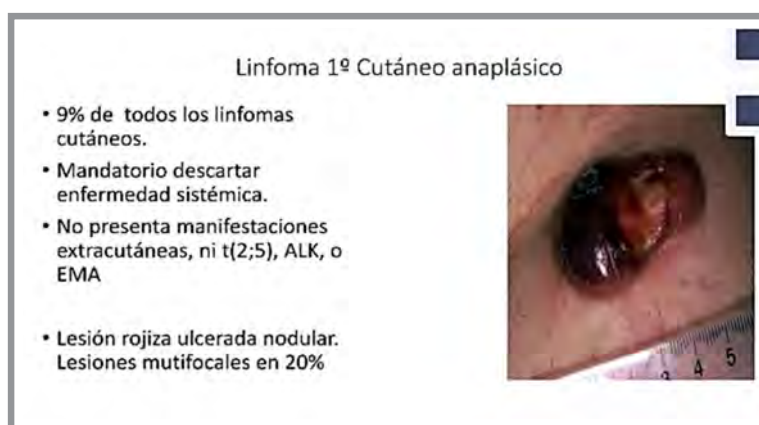 Linfoma 1º Cutáneo anaplásico
• 9% de todos los linfomas
cutáneos.
• Mandatorio descartar
enfermedad sistémica.
• No presenta manifestaciones
extracutáneas, ni t(2;5), ALK, o
EMA
• Lesión rojiza ulcerada nodular.
Lesiones mutifocales en 20%
3 4 5